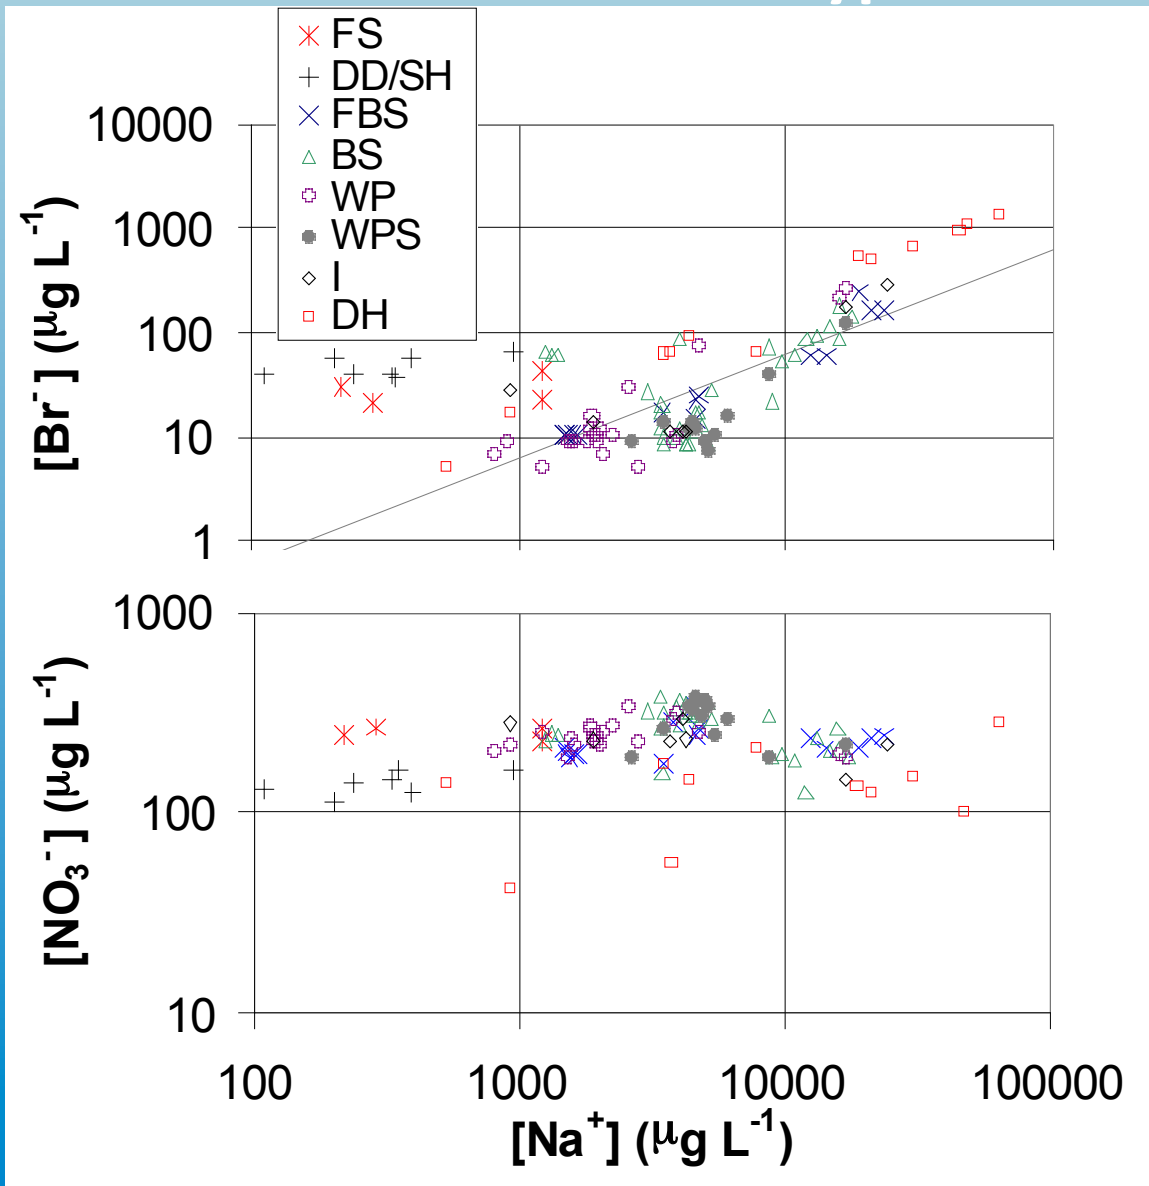 FS
DD/SH
FBS
BS
WP
WPS
I
DH
10000
1000
100
10
1
[Br⁻] (μg L⁻¹)
1000
100
10
[NO₃⁻] (μg L⁻¹)
100 1000 10000 100000
[Na⁺] (μg L⁻¹)